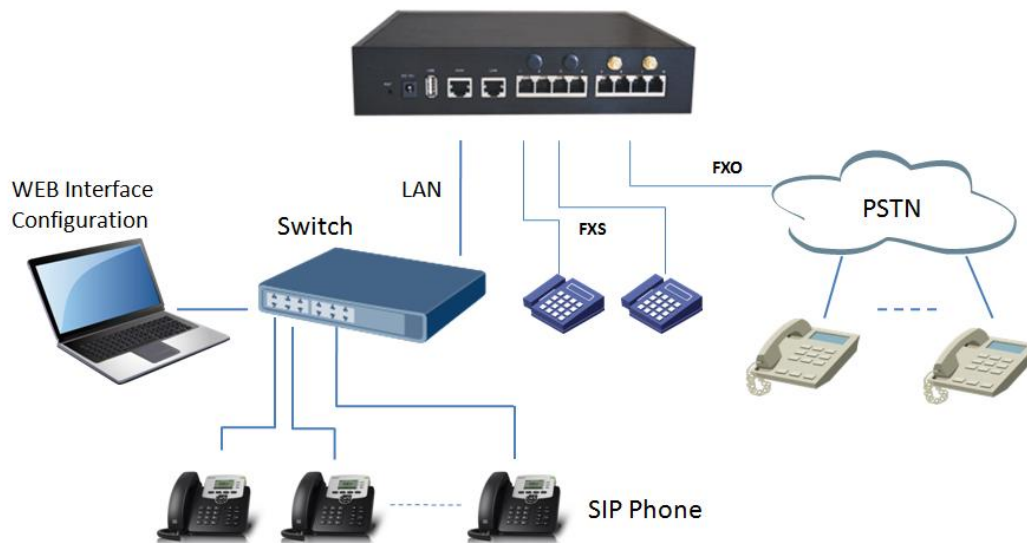 WEB Interface
Configuration
LAN
Switch
FXS
FXO
PSTN
SIP Phone